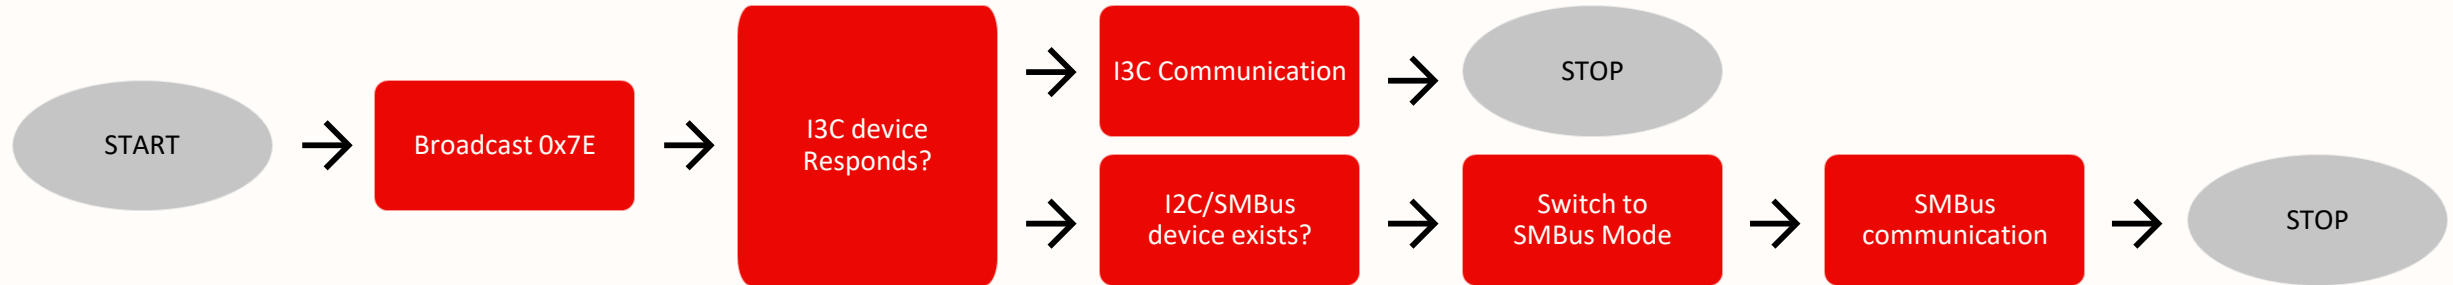 START
Broadcast 0x7E
I3C device
Responds?
I3C Communication
STOP
I2C/SMBus
device exists?
Switch to
SMBus Mode
SMBus
communication
STOP